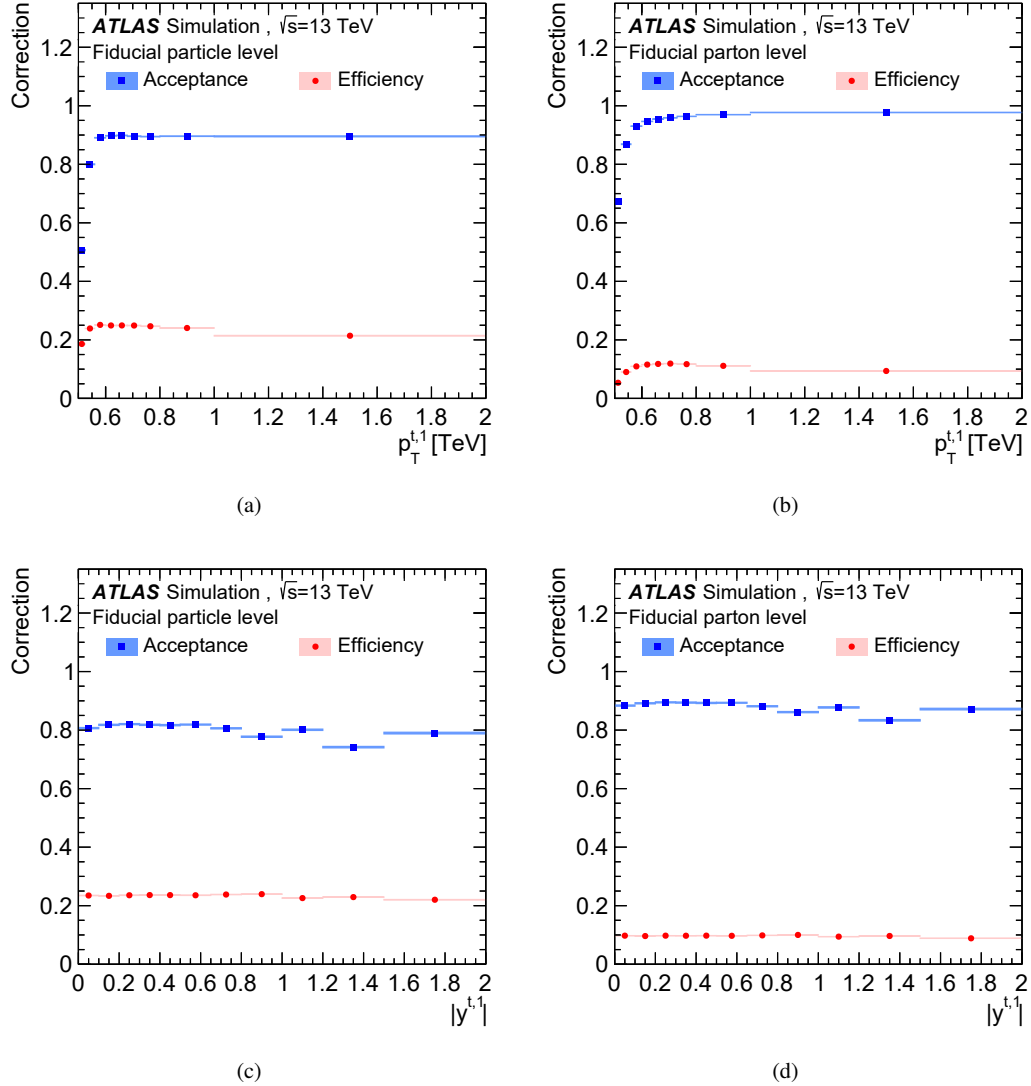 ATLAS Simulation , √s=13 TeV
Fiducial particle level
Acceptance Efficiency
Correction
1.2
1
0.8
0.6
0.4
0.2
0
0.6 0.8 1 1.2 1.4 1.6 1.8 2
p_T^{t,1} [TeV]
(a)
ATLAS Simulation , √s=13 TeV
Fiducial parton level
Acceptance Efficiency
Correction
1.2
1
0.8
0.6
0.4
0.2
0
0.6 0.8 1 1.2 1.4 1.6 1.8 2
p_T^{t,1} [TeV]
(b)
ATLAS Simulation , √s=13 TeV
Fiducial particle level
Acceptance Efficiency
Correction
1.2
1
0.8
0.6
0.4
0.2
0
0 0.2 0.4 0.6 0.8 1 1.2 1.4 1.6 1.8 2
|y^{t,1}|
(c)
ATLAS Simulation , √s=13 TeV
Fiducial parton level
Acceptance Efficiency
Correction
1.2
1
0.8
0.6
0.4
0.2
0
0 0.2 0.4 0.6 0.8 1 1.2 1.4 1.6 1.8 2
|y^{t,1}|
(d)